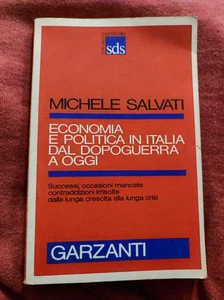 sds
MICHELE SALVATI
ECONOMIA
E POLITICA IN ITALIA
DAL DOPOGUERRA
A OGGI
Successi, occasioni mancate
contraddizioni irrisolte
dalla lunga crescita alla lunga crisi
GARZANTI